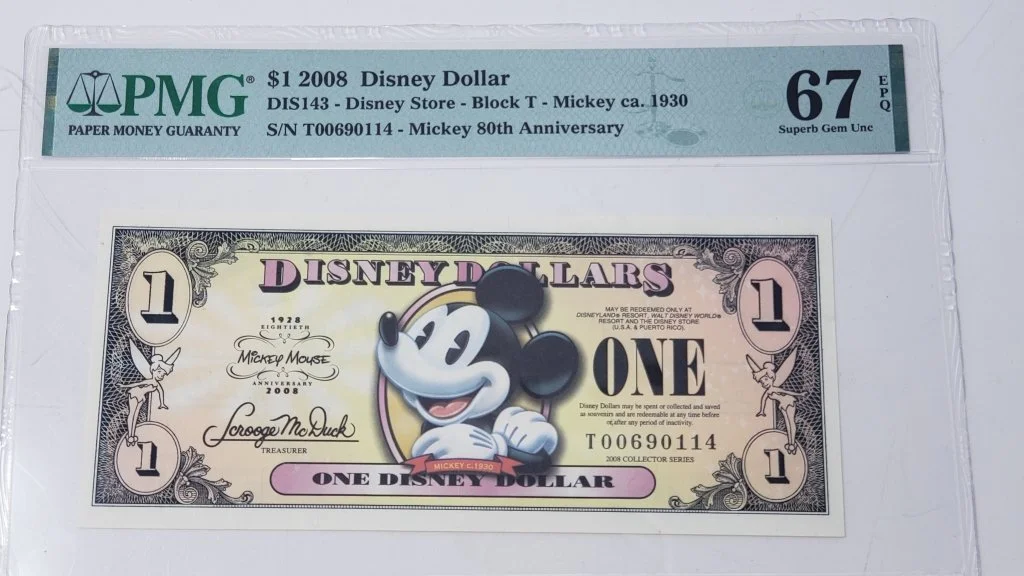 PMG®
PAPER MONEY GUARANTY
$1 2008 Disney Dollar
DIS143 - Disney Store - Block T - Mickey ca. 1930
S/N T00690114 - Mickey 80th Anniversary
67
EPQ
Superb Gem Unc
1
DISNEY DOLLARS
1
1928
EIGHTIETH
Mickey Mouse
ANNIVERSARY
2008
Scrooge McDuck
TREASURER
MAY BE REDEEMED ONLY AT
DISNEYLAND® RESORT, WALT DISNEY WORLD®
RESORT AND THE DISNEY STORE
(U.S.A. & PUERTO RICO).
ONE
Disney Dollars may be spent or collected and saved
as souvenirs and are redeemable at any time before
or after any period of inactivity.
T00690114
2008 COLLECTOR SERIES
1
MICKEY c.1930
ONE DISNEY DOLLAR
1